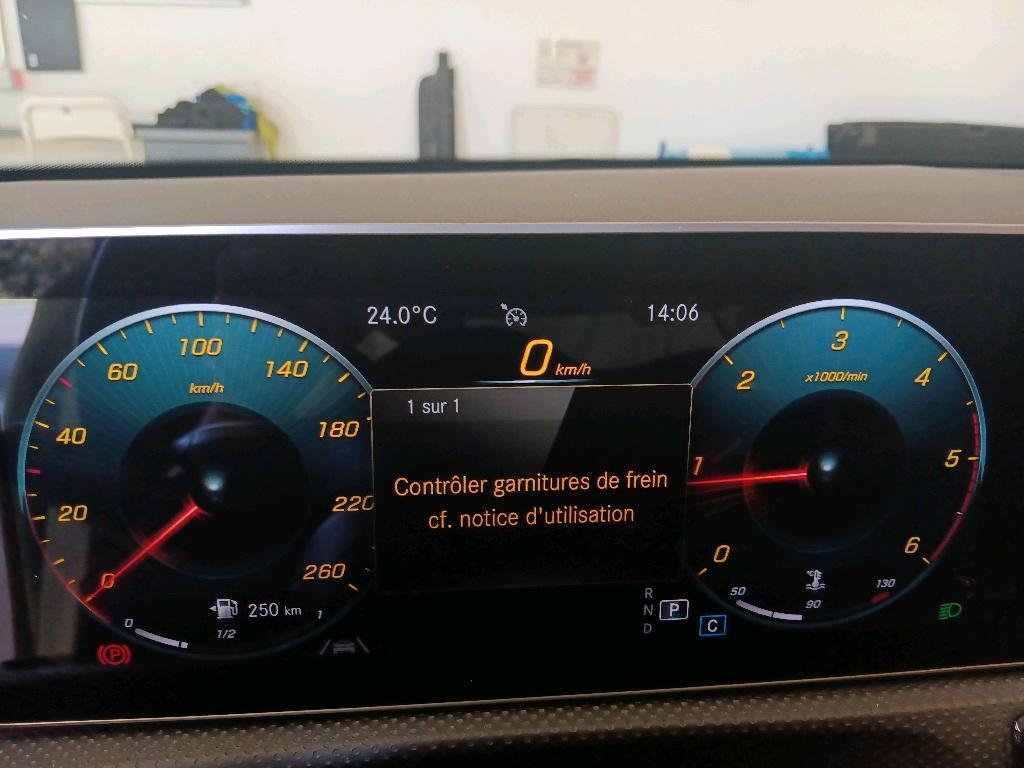 24.0°C
14:06
0 km/h
1 sur 1
Contrôler garnitures de frein
cf. notice d'utilisation
0
20
40
60
100
140
180
220
260
km/h
250 km
0
1/2
1
P
0
1
2
3
4
5
6
x1000/min
°C
50
90
130
R
N
D
P
C